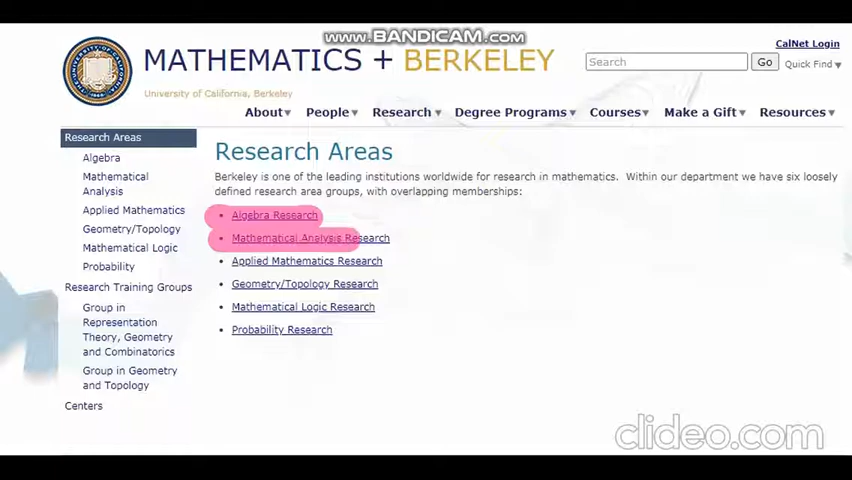 WWW.BANDICAM.COM
CalNet Login
MATHEMATICS + BERKELEY
Search
Go
Quick Find
University of California, Berkeley
About
People
Research
Degree Programs
Courses
Make a Gift
Resources
Research Areas
Algebra
Mathematical
Analysis
Applied Mathematics
Geometry/Topology
Mathematical Logic
Probability
Research Training Groups
Group in
Representation
Theory, Geometry
and Combinatorics
Group in Geometry
and Topology
Centers
Research Areas
Berkeley is one of the leading institutions worldwide for research in mathematics. Within our department we have six loosely
defined research area groups, with overlapping memberships:
Algebra Research
Mathematical Analysis Research
Applied Mathematics Research
Geometry/Topology Research
Mathematical Logic Research
Probability Research
clideo.com